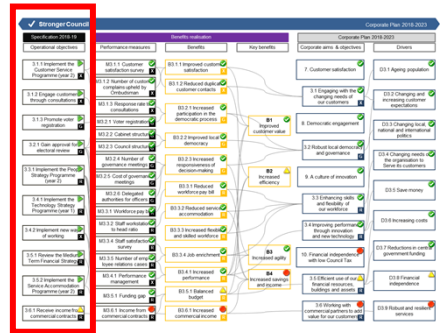 StrongerCouncil
Corporate Plan 2018-2023
Specification 2018-19
Benefits realisation
Corporate Plan 2018-2023
Operational objectives
Performance measures
Benefits
Key benefits
Corporate aims & objectives
Drivers
3.1.1 Implement the
Customer Service
Programme (year 2)
3.1.2 Engage customers
through consultations
3.1.3 Promote voter
registration
3.2.1 Gain approval for
electoral review
3.3.1 Implement the People
Strategy Programme
(year 2)
3.4.1 Implement the
Technology Strategy
Programme (year 1)
3.4.2 Implement new ways
of working
3.5.1 Review the Medium
Term Financial Strategy
3.5.2 Implement the
Service Accommodation
Programme (year 2)
3.6.1 Receive income from
commercial contracts
M3.1.1 Customer
satisfaction survey
M3.1.2 Number of customer
complaints upheld by
Ombudsman
M3.1.3 Response rate to
consultations
M3.2.1 Voter registration
M3.2.2 Cabinet structure
M3.2.3 Council structure
M3.2.4 Number of
governance meetings
M3.2.5 Cost of governance
meetings
M3.2.6 Delegated
authorities for officers
M3.3.1 Workforce pay bill
M3.3.2 Staff workstation
to head ratio
M3.4.4 Staff satisfaction
survey
M3.3.5 Number of employee
lease relations cases
M3.4.1 Performance
management
M3.5.1 Funding gap
M3.6.1 Income from
commercial contracts
B3.1.1 Improved customer
satisfaction
B3.1.2 Reduced duplicate
customer contacts
B3.2.1 Increased
participation in the
democratic process
B3.2.2 Improved local
democracy
B3.2.3 Increased
responsiveness of
decision-making
B3.3.1 Reduced
workforce pay bill
B3.3.2 Reduced service
accommodation
B3.3.3 Increased flexible
and skilled workforce
B3.3.4 Job enrichment
B3.4.1 Increased
performance
B3.5.1 Balanced
budget
B3.6.1 Increased
commercial income
B1
Improved
customer value
B2
Increased
efficiency
B3
Increased agility
B4
Increased savings
and income
7. Customer satisfaction
3.1 Engaging with the
changing needs of
our customers
8. Democratic engagement
3.2 Robust local democracy
and governance
9. A culture of innovation
3.3 Enhancing skills
and flexibility of
our workforce
3.4 Improving performance
through innovation
and new technology
10. Financial independence
with low Council Tax
3.5 Efficient use of our
financial resources,
buildings and assets
3.6 Working with
commercial partners to add
value for our customers
D3.1 Ageing population
D3.2 Changing and
increasing customer
expectations
D3.3 Changing local,
national and international
politics
D3.4 Changing needs of
the organisation to
Serve its customers
D3.5 Save money
D3.6 Increasing costs
D3.7 Reductions in central
government funding
D3.8 Financial
independence
D3.8 Robust and resilient
services